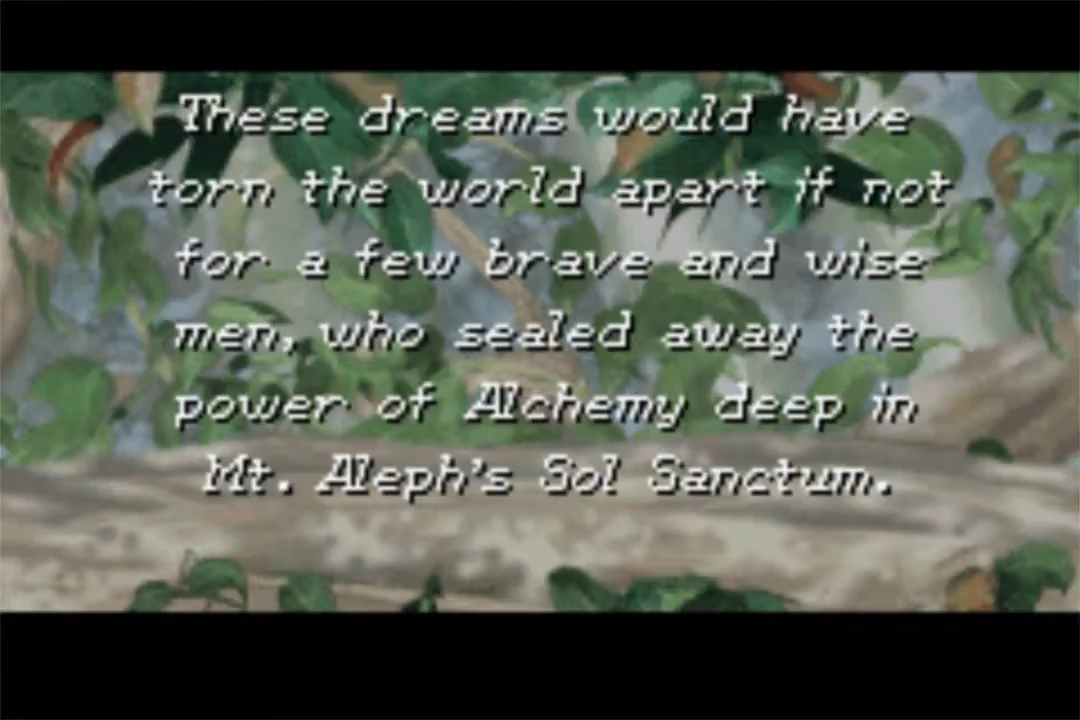 These dreams would have
torn the world apart if not
for a few brave and wise
men, who sealed away the
power of Alchemy deep in
Mt. Aleph's Sol Sanctum.